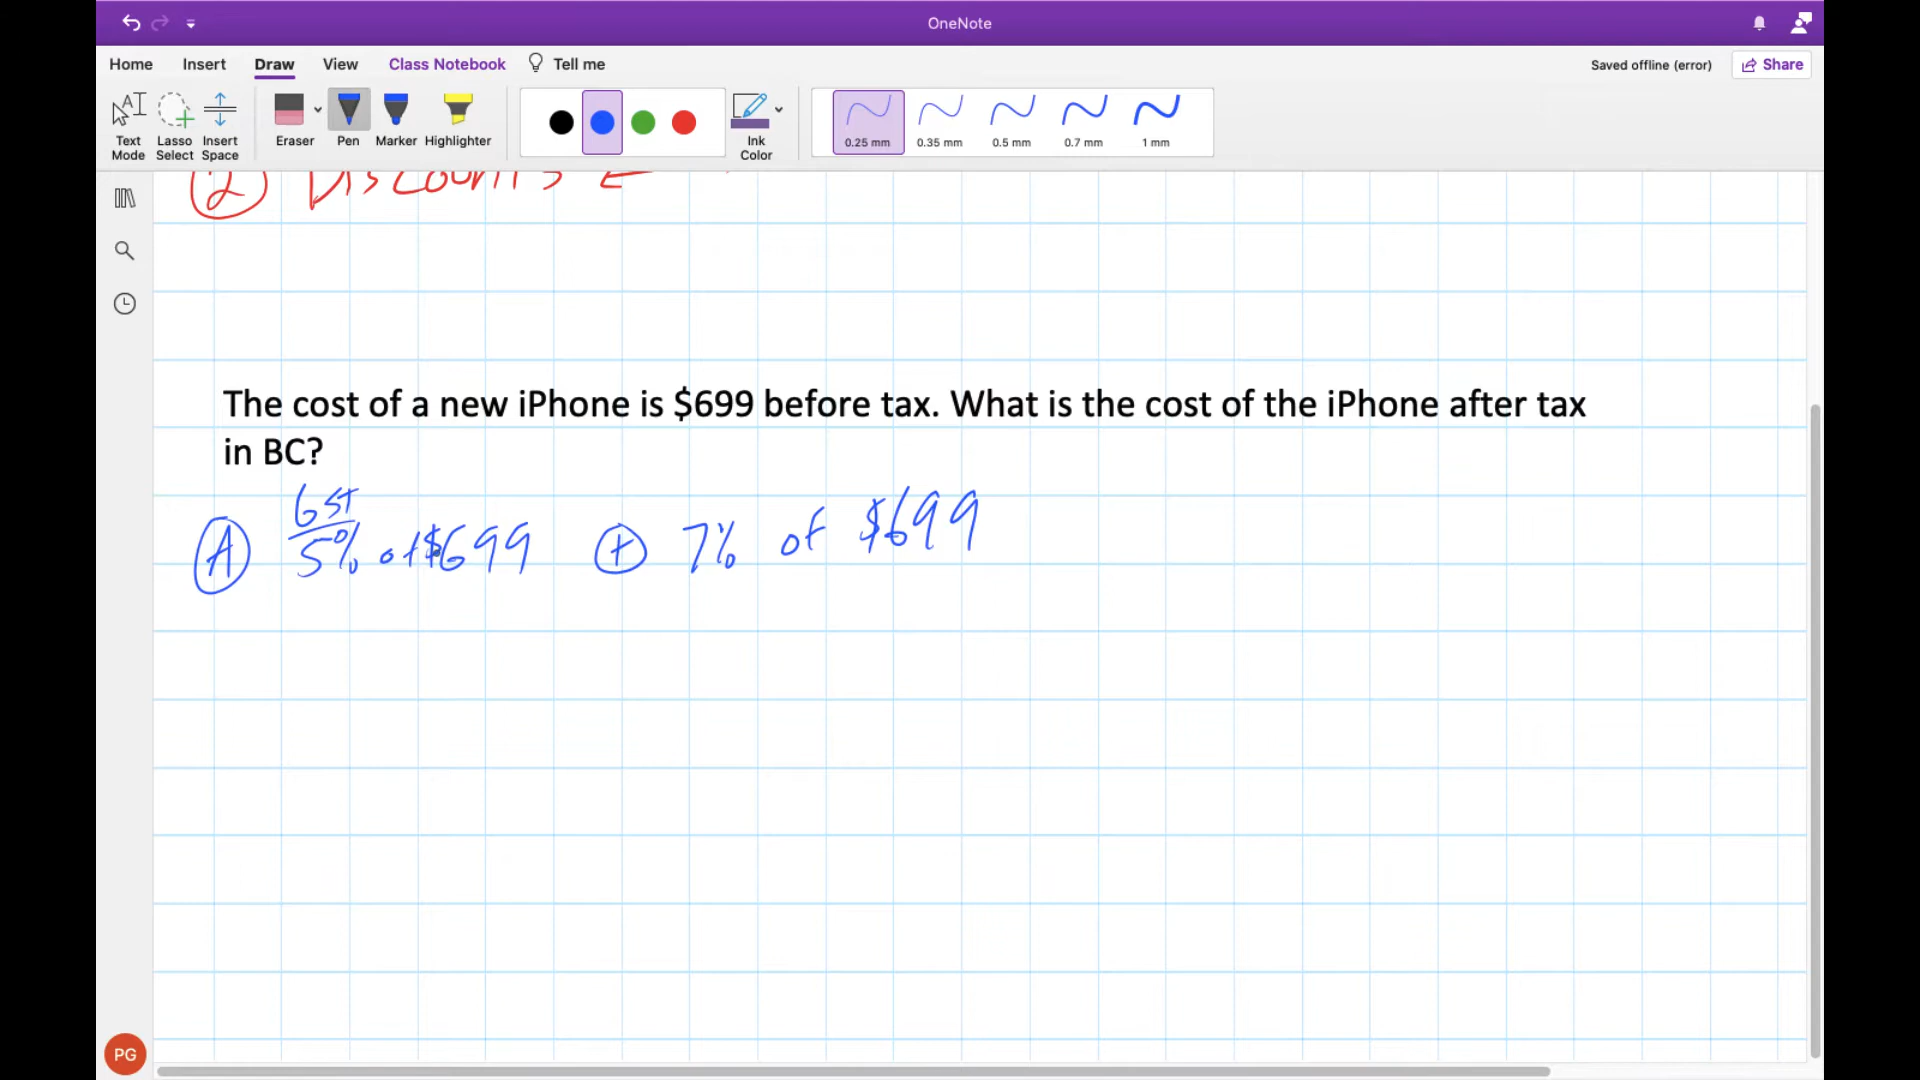 OneNote
Home Insert Draw View Class Notebook Tell me Saved offline (error) Share
Text Mode Lasso Select Insert Space Eraser Pen Marker Highlighter Ink Color 0.25 mm 0.35 mm 0.5 mm 0.7 mm 1 mm
2 Discounts
The cost of a new iPhone is $699 before tax. What is the cost of the iPhone after tax
in BC?
GST
A 5% of $699 + 7% of $699
PG